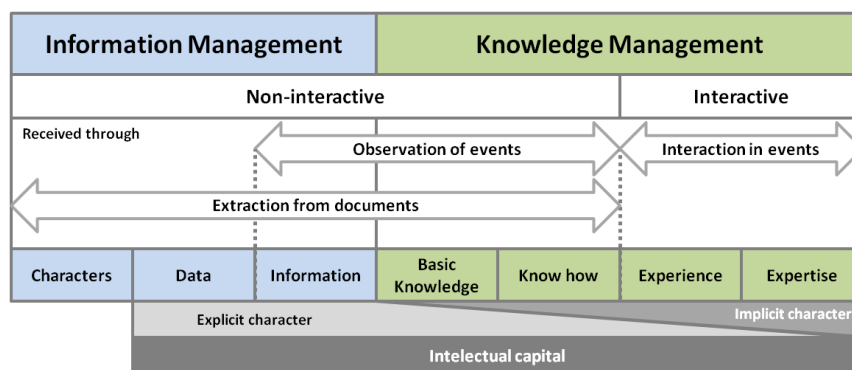 Information Management
Knowledge Management
Non-interactive
Interactive
Received through
Observation of events
Interaction in events
Extraction from documents
Characters
Data
Information
Basic
Knowledge
Know how
Experience
Expertise
Explicit character
Implicit character
Intelectual capital